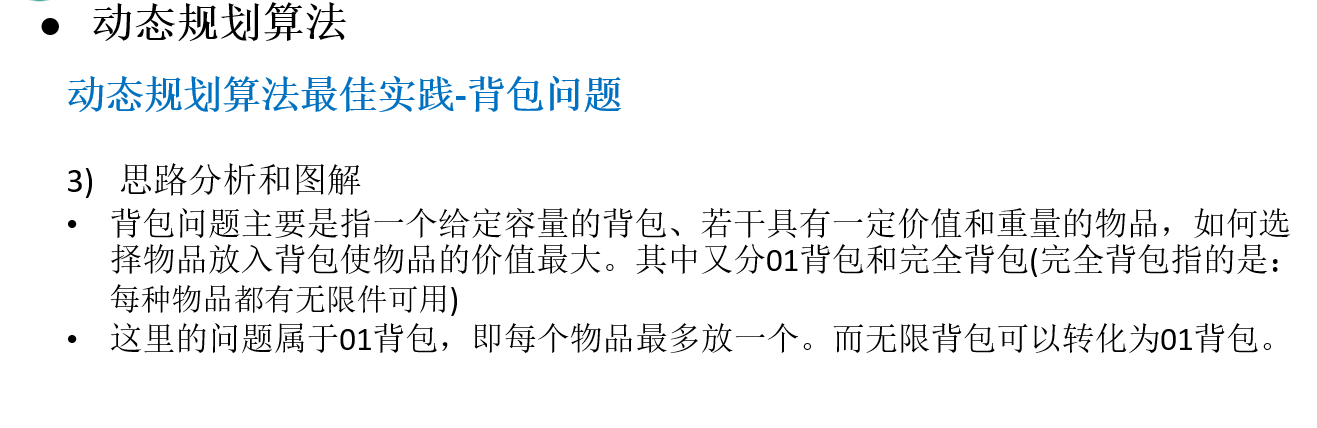 ● 动态规划算法
动态规划算法最佳实践-背包问题
3) 思路分析和图解
• 背包问题主要是指一个给定容量的背包、若干具有一定价值和重量的物品，如何选
择物品放入背包使物品的价值最大。其中又分01背包和完全背包(完全背包指的是：
每种物品都有无限件可用)
• 这里的问题属于01背包，即每个物品最多放一个。而无限背包可以转化为01背包。